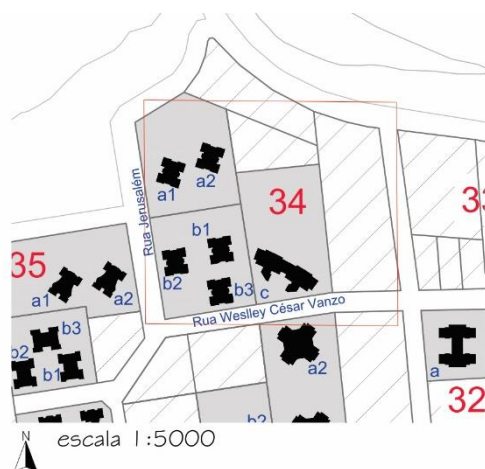 a1
a2
Rua Jerusalém
34
33
b1
b2
b3
c
35
a1
a2
Rua Weslley César Vanzo
b3
b2
b1
a2
a
32
b2
N
escala 1:5000